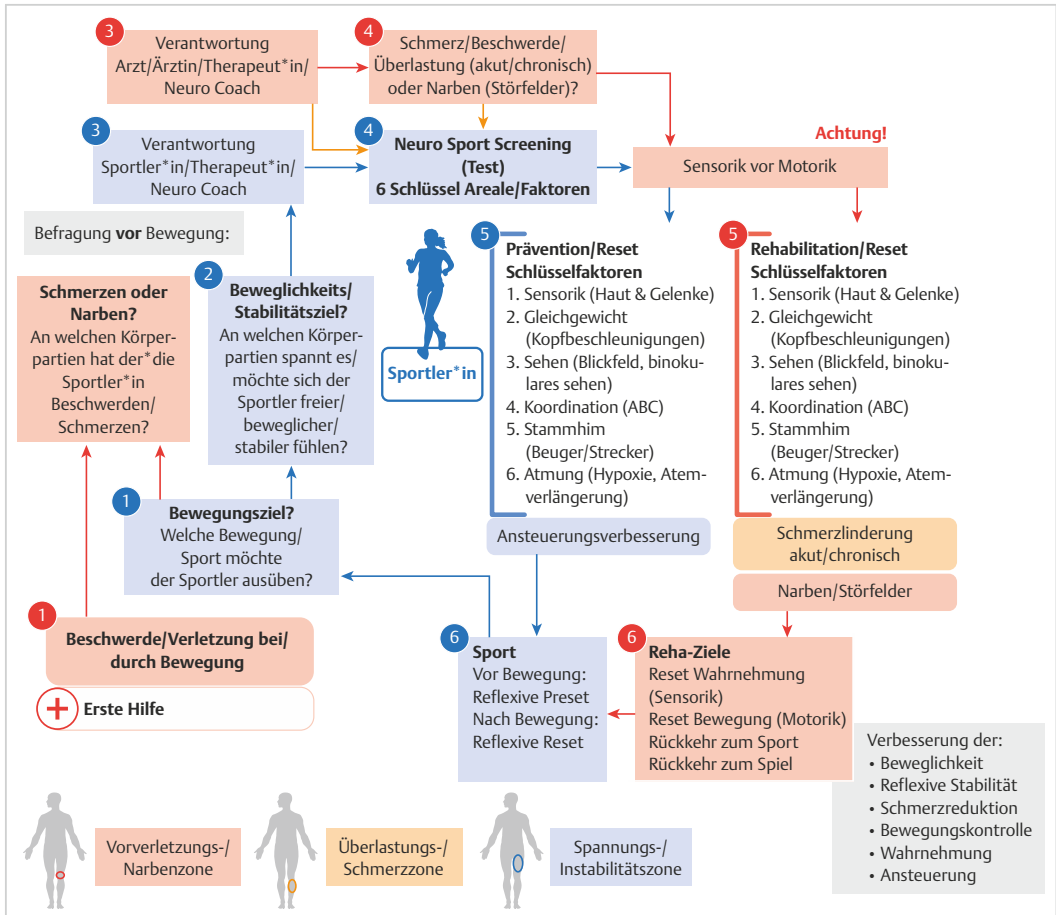 3
Verantwortung
Arzt/Ärztin/Therapeut*in/
Neuro Coach
4
Schmerz/Beschwerde/
Überlastung (akut/chronisch)
oder Narben (Störfelder)?
3
Verantwortung
Sportler*in/Therapeut*in/
Neuro Coach
4
Neuro Sport Screening
(Test)
6 Schlüssel Areale/Faktoren
Achtung!
Sensorik vor Motorik
Befragung vor Bewegung:
Schmerzen oder
Narben?
An welchen Körper-
partien hat der*die
Sportler*in
Beschwerden/
Schmerzen?
2
Beweglichkeits/
Stabilitätsziel?
An welchen Körper-
partien spannt es/
möchte sich der
Sportler freier/
beweglicher/
stabiler fühlen?
Sportler*in
5
Prävention/Reset
Schlüsselfaktoren
1. Sensorik (Haut & Gelenke)
2. Gleichgewicht
(Kopfbeschleunigungen)
3. Sehen (Blickfeld, binoku-
lares sehen)
4. Koordination (ABC)
5. Stammhim
(Beuger/Strecker)
6. Atmung (Hypoxie, Atem-
verlängerung)
Ansteuerungsverbesserung
5
Rehabilitation/Reset
Schlüsselfaktoren
1. Sensorik (Haut & Gelenke)
2. Gleichgewicht
(Kopfbeschleunigungen)
3. Sehen (Blickfeld, binoku-
lares sehen)
4. Koordination (ABC)
5. Stammhim
(Beuger/Strecker)
6. Atmung (Hypoxie, Atem-
verlängerung)
Schmerzlinderung
akut/chronisch
Narben/Störfelder
1
Bewegungsziel?
Welche Bewegung/
Sport möchte
der Sportler ausüben?
1
Beschwerde/Verletzung bei/
durch Bewegung
Erste Hilfe
6
Sport
Vor Bewegung:
Reflexive Preset
Nach Bewegung:
Reflexive Reset
6
Reha-Ziele
Reset Wahrnehmung
(Sensorik)
Reset Bewegung (Motorik)
Rückkehr zum Sport
Rückkehr zum Spiel
Verbesserung der:
• Beweglichkeit
• Reflexive Stabilität
• Schmerzreduktion
• Bewegungskontrolle
• Wahrnehmung
• Ansteuerung
Vorverletzungs-/
Narbenzone
Überlastungs-/
Schmerzzone
Spannungs-/
Instabilitätszone